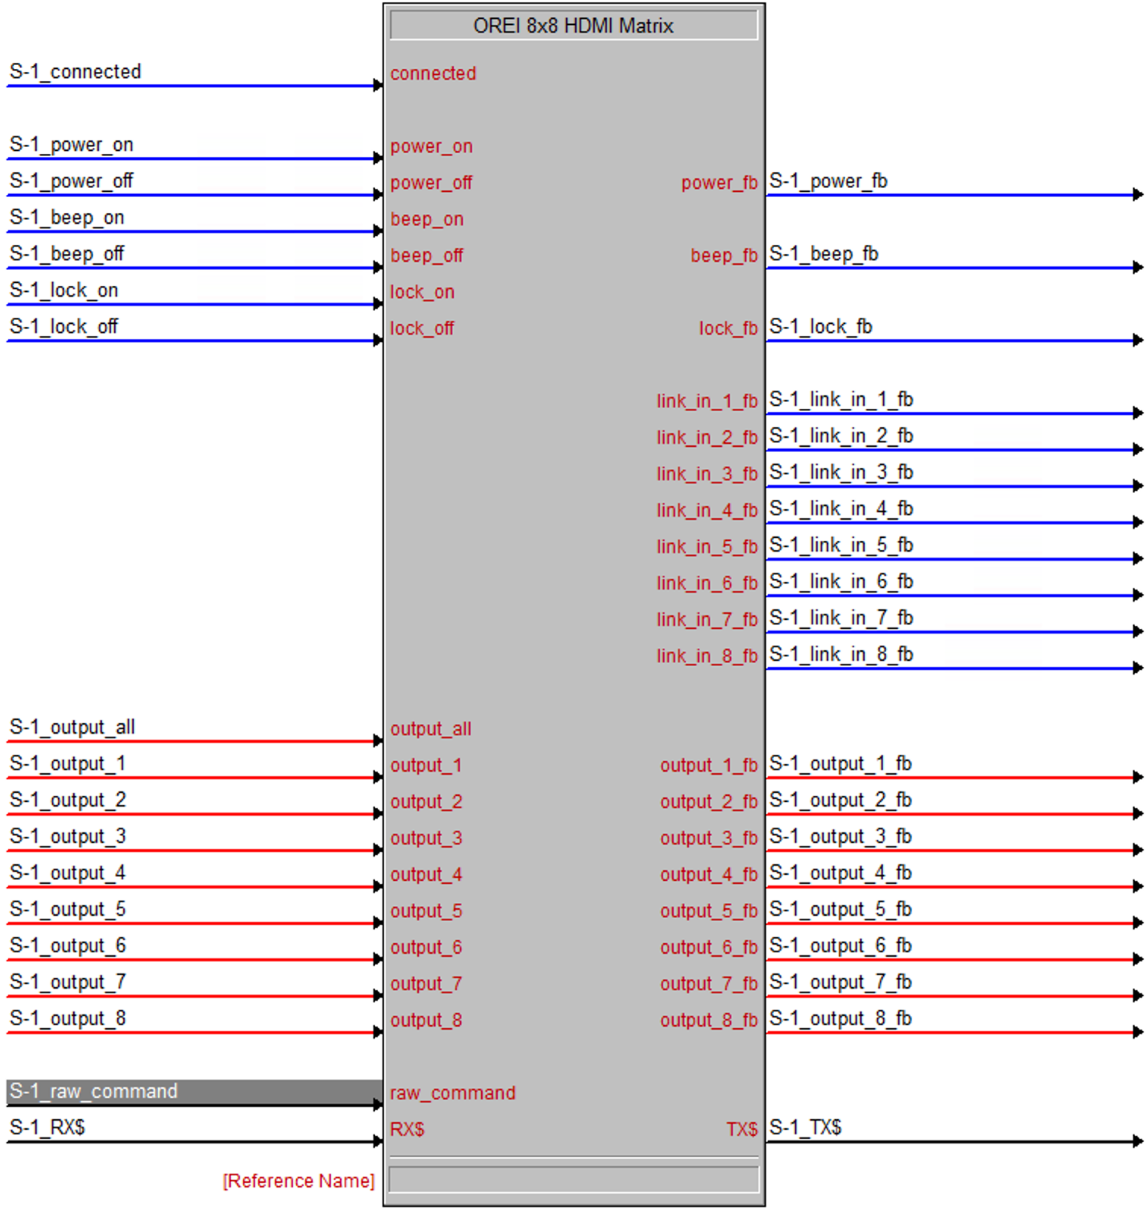 OREI 8x8 HDMI Matrix
S-1_connected connected
S-1_power_on power_on
S-1_power_off power_off power_fb S-1_power_fb
S-1_beep_on beep_on
S-1_beep_off beep_off beep_fb S-1_beep_fb
S-1_lock_on lock_on
S-1_lock_off lock_off lock_fb S-1_lock_fb
link_in_1_fb S-1_link_in_1_fb
link_in_2_fb S-1_link_in_2_fb
link_in_3_fb S-1_link_in_3_fb
link_in_4_fb S-1_link_in_4_fb
link_in_5_fb S-1_link_in_5_fb
link_in_6_fb S-1_link_in_6_fb
link_in_7_fb S-1_link_in_7_fb
link_in_8_fb S-1_link_in_8_fb
S-1_output_all output_all
S-1_output_1 output_1 output_1_fb S-1_output_1_fb
S-1_output_2 output_2 output_2_fb S-1_output_2_fb
S-1_output_3 output_3 output_3_fb S-1_output_3_fb
S-1_output_4 output_4 output_4_fb S-1_output_4_fb
S-1_output_5 output_5 output_5_fb S-1_output_5_fb
S-1_output_6 output_6 output_6_fb S-1_output_6_fb
S-1_output_7 output_7 output_7_fb S-1_output_7_fb
S-1_output_8 output_8 output_8_fb S-1_output_8_fb
S-1_raw_command raw_command
S-1_RX$ RX$ TX$ S-1_TX$
[Reference Name]